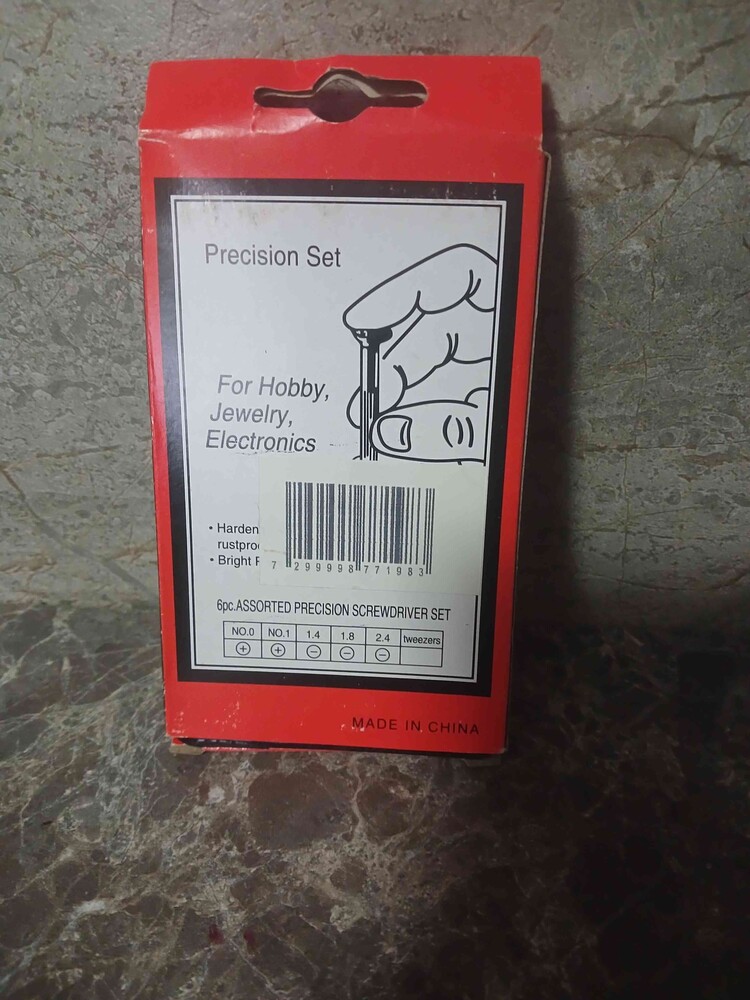 Precision Set
For Hobby,
Jewelry,
Electronics
• Harden
rustpro
• Bright F
7 299998 771983
6pc.ASSORTED PRECISION SCREWDRIVER SET
NO.0 NO.1 1.4 1.8 2.4 tweezers
MADE IN CHINA